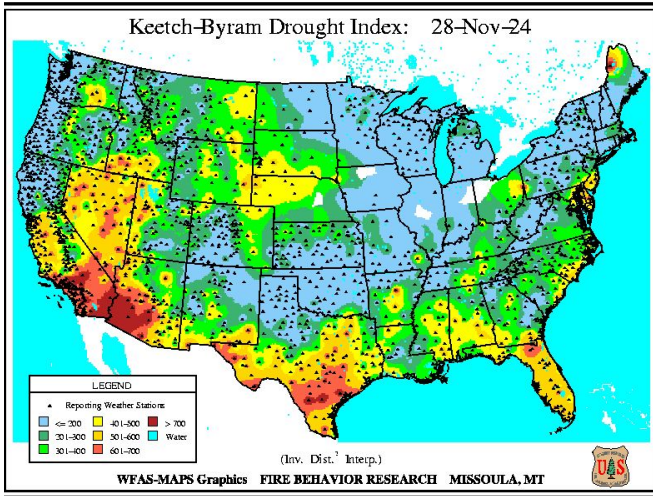 Keetch-Byram Drought Index: 28-Nov-24
LEGEND
Reporting Weather Stations
<= 200 401-500 > 700
201-300 501-600 Water
301-400 601-700
(Inv. Dist.² Interp.)
WFAS-MAPS Graphics FIRE BEHAVIOR RESEARCH MISSOULA, MT
U S